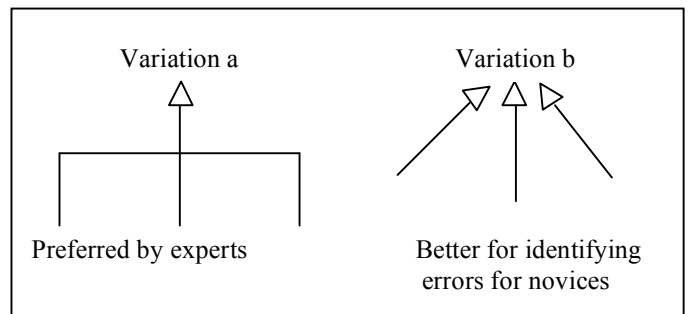 Variation a
Variation b
Preferred by experts
Better for identifying
errors for novices